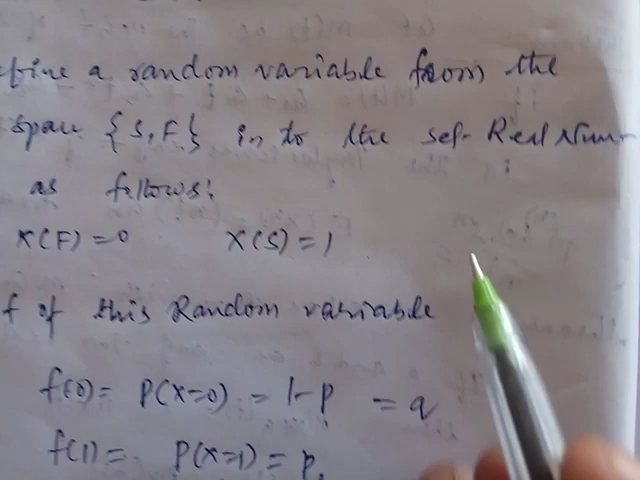 fine a random variable from the
space {S, F} in to the set Real Num
as follows:
X(F)=0 X(S)=1
f of this Random variable
f(0)= P(X=0) = 1-p = q
f(1)= P(X=1) = p.